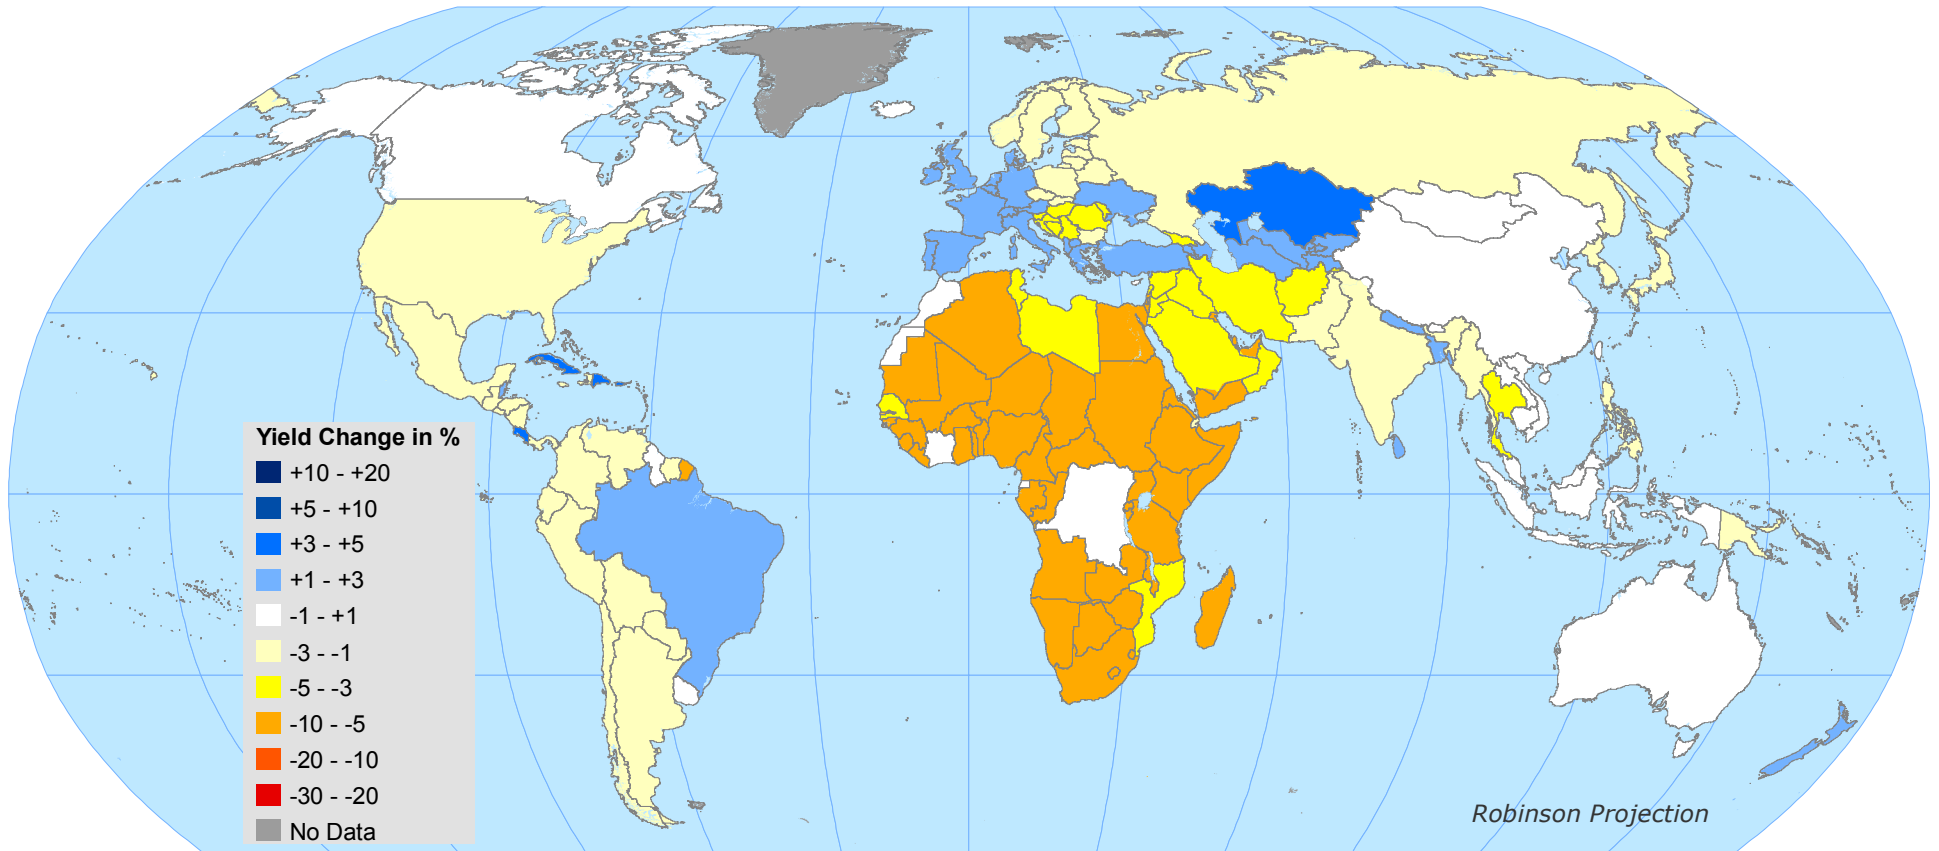 Yield Change in %
+10 - +20
+5 - +10
+3 - +5
+1 - +3
-1 - +1
-3 - -1
-5 - -3
-10 - -5
-20 - -10
-30 - -20
No Data
Robinson Projection